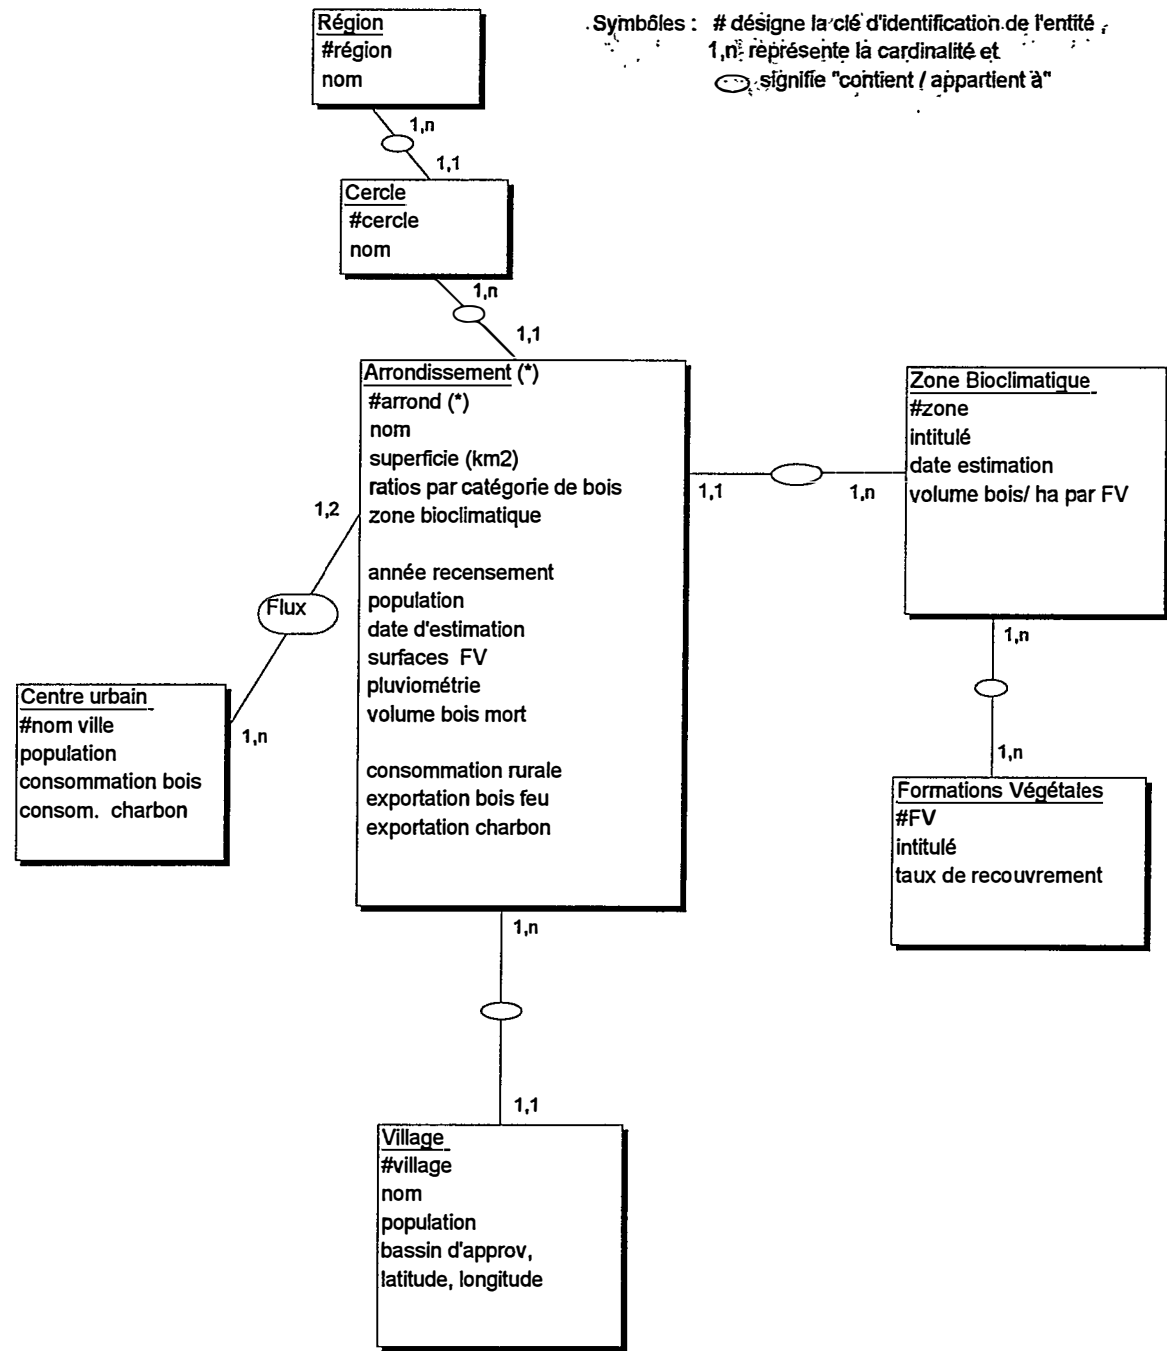 Symboles : # désigne la clé d'identification de l'entité,
1,n représente la cardinalité et
signifie "contient / appartient à"
Région
#région
nom
1,n
1,1
Cercle
#cercle
nom
1,n
1,1
Arrondissement (*)
#arrond (*)
nom
superficie (km2)
ratios par catégorie de bois
zone bioclimatique
année recensement
population
date d'estimation
surfaces FV
pluviométrie
volume bois mort
consommation rurale
exportation bois feu
exportation charbon
1,1
1,n
Zone Bioclimatique
#zone
intitulé
date estimation
volume bois/ ha par FV
1,n
1,n
Formations Végétales
#FV
intitulé
taux de recouvrement
1,2
Flux
1,n
Centre urbain
#nom ville
population
consommation bois
consom. charbon
1,n
1,1
Village
#village
nom
population
bassin d'approv,
latitude, longitude